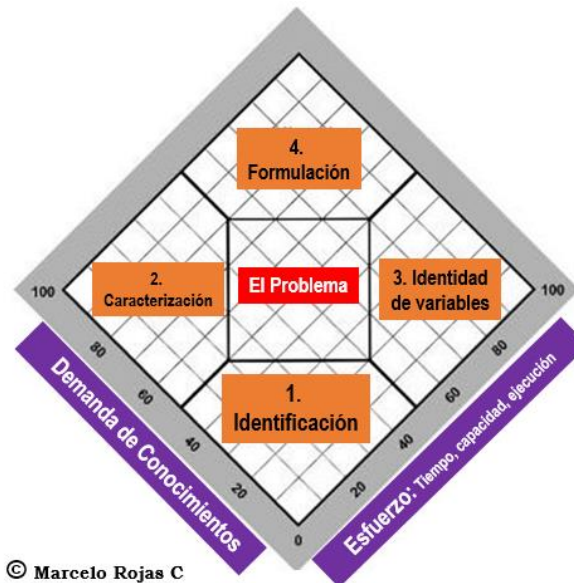 4.
Formulación
2.
Caracterización
El Problema
3. Identidad
de variables
1.
Identificación
100
80
60
40
20
0
20
40
60
80
100
Demanda de Conocimientos
Esfuerzo: Tiempo, capacidad, ejecución
© Marcelo Rojas C